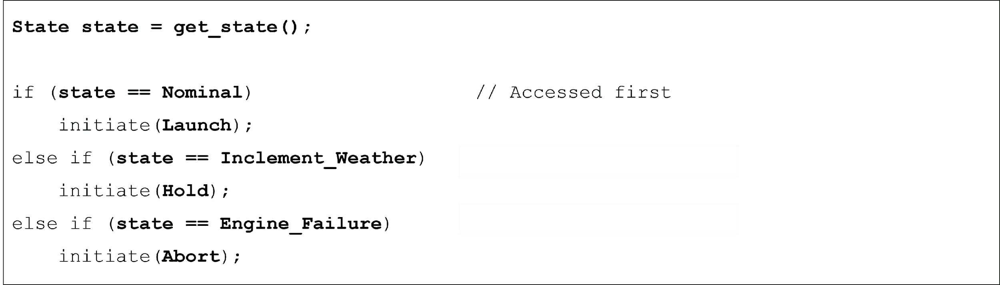 State state = get_state();
if (state == Nominal) // Accessed first
initiate(Launch);
else if (state == Inclement_Weather)
initiate(Hold);
else if (state == Engine_Failure)
initiate(Abort);